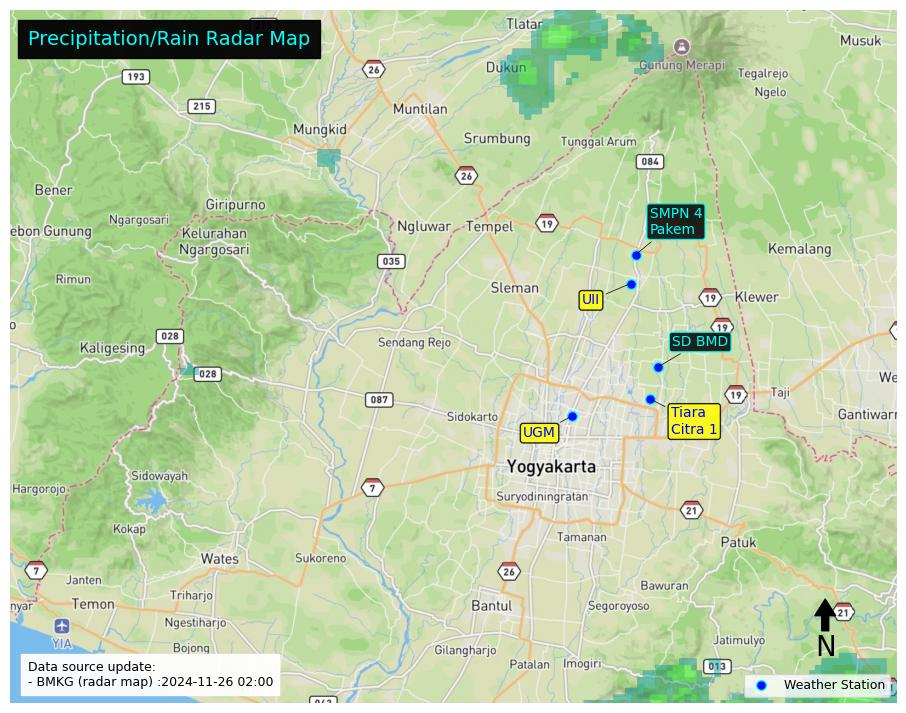 Precipitation/Rain Radar Map
Tlatar
Musuk
26
193
Dukun
Gunung Merapi
Tegalrejo
Ngelo
215
Muntilan
Mungkid
Srumbung
Tunggal Arum
084
26
Bener
Giripurno
Ngargosari
SMPN 4
Pakem
ebon Gunung
Kelurahan
Ngargosari
Ngluwar
Tempel
19
Kemalang
035
Rimun
Sleman
UII
19
Klewer
19
028
Kaligesing
Sendang Rejo
SD BMD
028
We
087
19
Taji
Sidokarto
Tiara
Citra 1
Gantiwarn
UGM
Yogyakarta
Sidowayah
Hargorojo
7
Suryodiningratan
21
Kokap
Tamanan
Patuk
Wates
Sukoreno
7
Janten
26
Bawuran
nyar
Temon
Triharjo
Bantul
Segoroyoso
21
Ngestiharjo
YIA
N
Bojong
Gilangharjo
Jatimulyo
Patalan
Imogiri
013
Data source update:
- BMKG (radar map) :2024-11-26 02:00
Weather Station